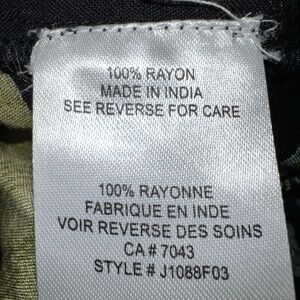 100% RAYON
MADE IN INDIA
SEE REVERSE FOR CARE
100% RAYONNE
FABRIQUE EN INDE
VOIR REVERSE DES SOINS
CA # 7043
STYLE # J1088F03